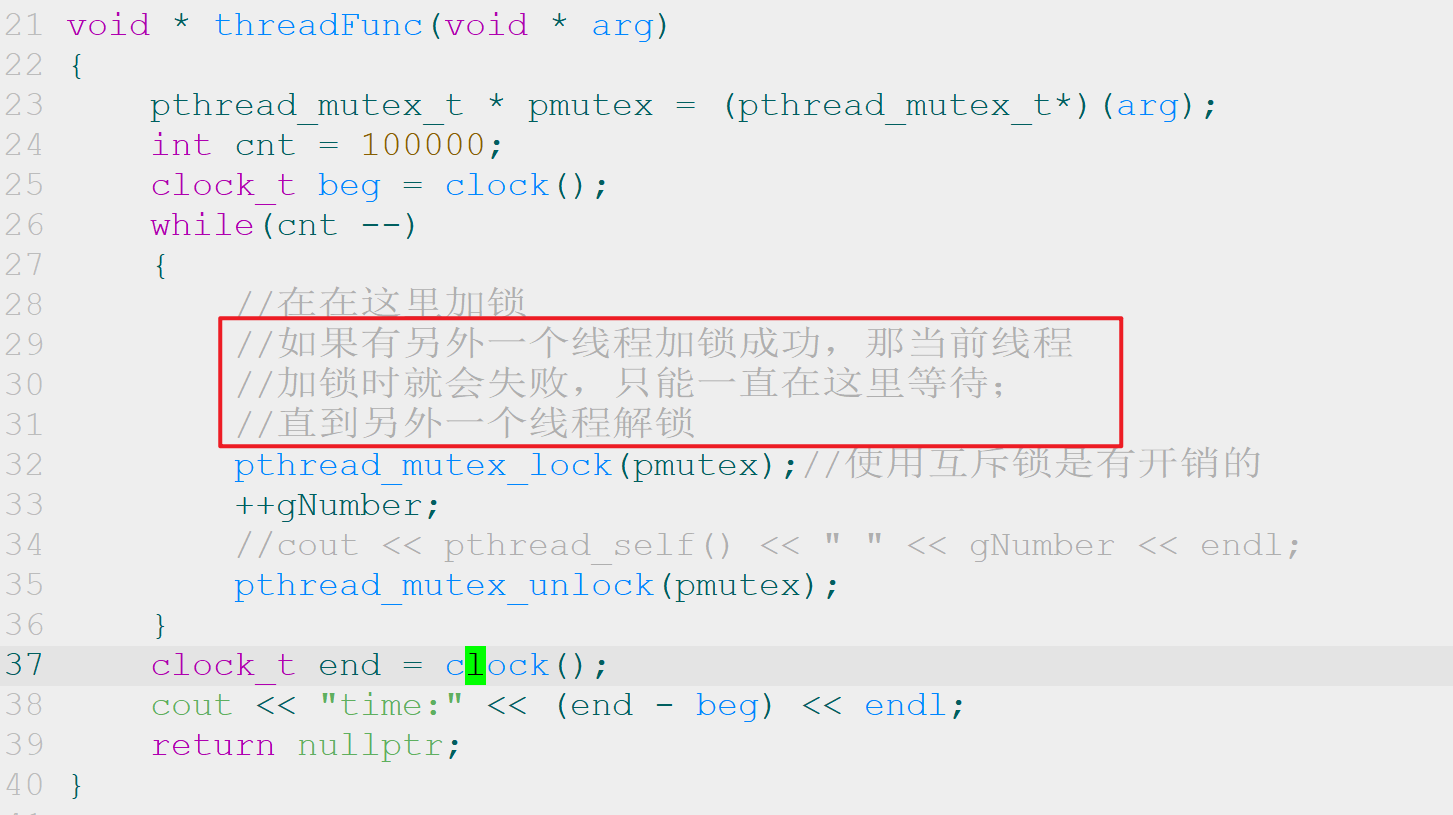 21 void * threadFunc(void * arg)
22 {
23     pthread_mutex_t * pmutex = (pthread_mutex_t*)(arg);
24     int cnt = 100000;
25     clock_t beg = clock();
26     while(cnt --)
27     {
28         //在在这里加锁
29         //如果有另外一个线程加锁成功，那当前线程
30         //加锁时就会失败，只能一直在这里等待；
31         //直到另外一个线程解锁
32         pthread_mutex_lock(pmutex);//使用互斥锁是有开销的
33         ++gNumber;
34         //cout << pthread_self() << " " << gNumber << endl;
35         pthread_mutex_unlock(pmutex);
36     }
37     clock_t end = clock();
38     cout << "time:" << (end - beg) << endl;
39     return nullptr;
40 }